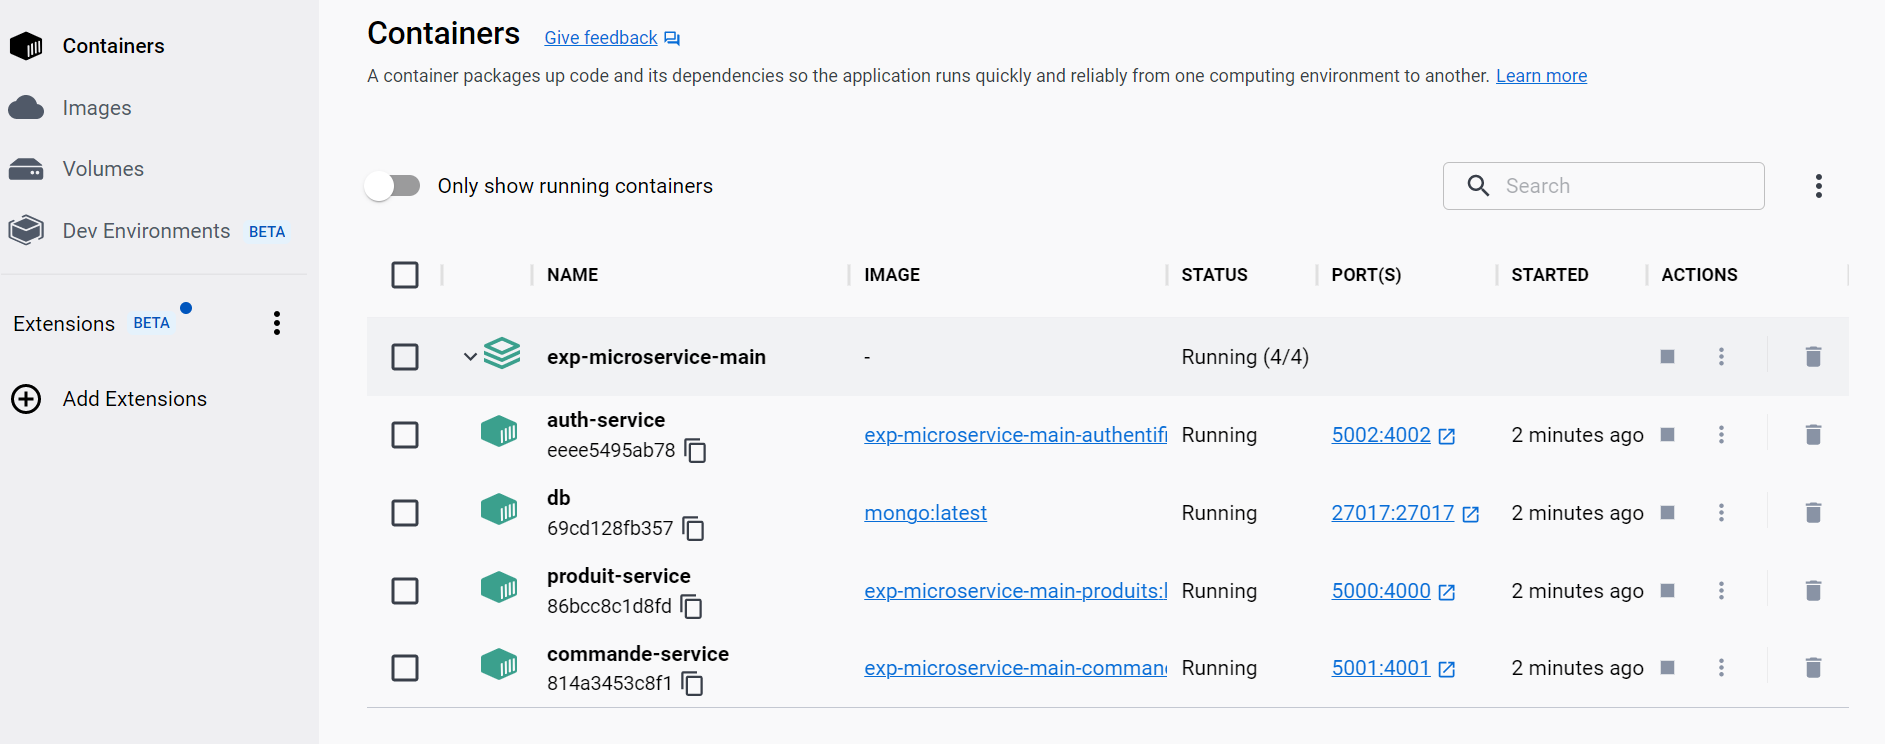 Containers
Images
Volumes
Dev Environments BETA
Extensions BETA
Add Extensions
Containers Give feedback
A container packages up code and its dependencies so the application runs quickly and reliably from one computing environment to another. Learn more
Only show running containers
Search
NAME IMAGE STATUS PORT(S) STARTED ACTIONS
exp-microservice-main - Running (4/4)
auth-service
eeee5495ab78 exp-microservice-main-authentifi Running 5002:4002 2 minutes ago
db
69cd128fb357 mongo:latest Running 27017:27017 2 minutes ago
produit-service
86bcc8c1d8fd exp-microservice-main-produits:l Running 5000:4000 2 minutes ago
commande-service
814a3453c8f1 exp-microservice-main-comman Running 5001:4001 2 minutes ago